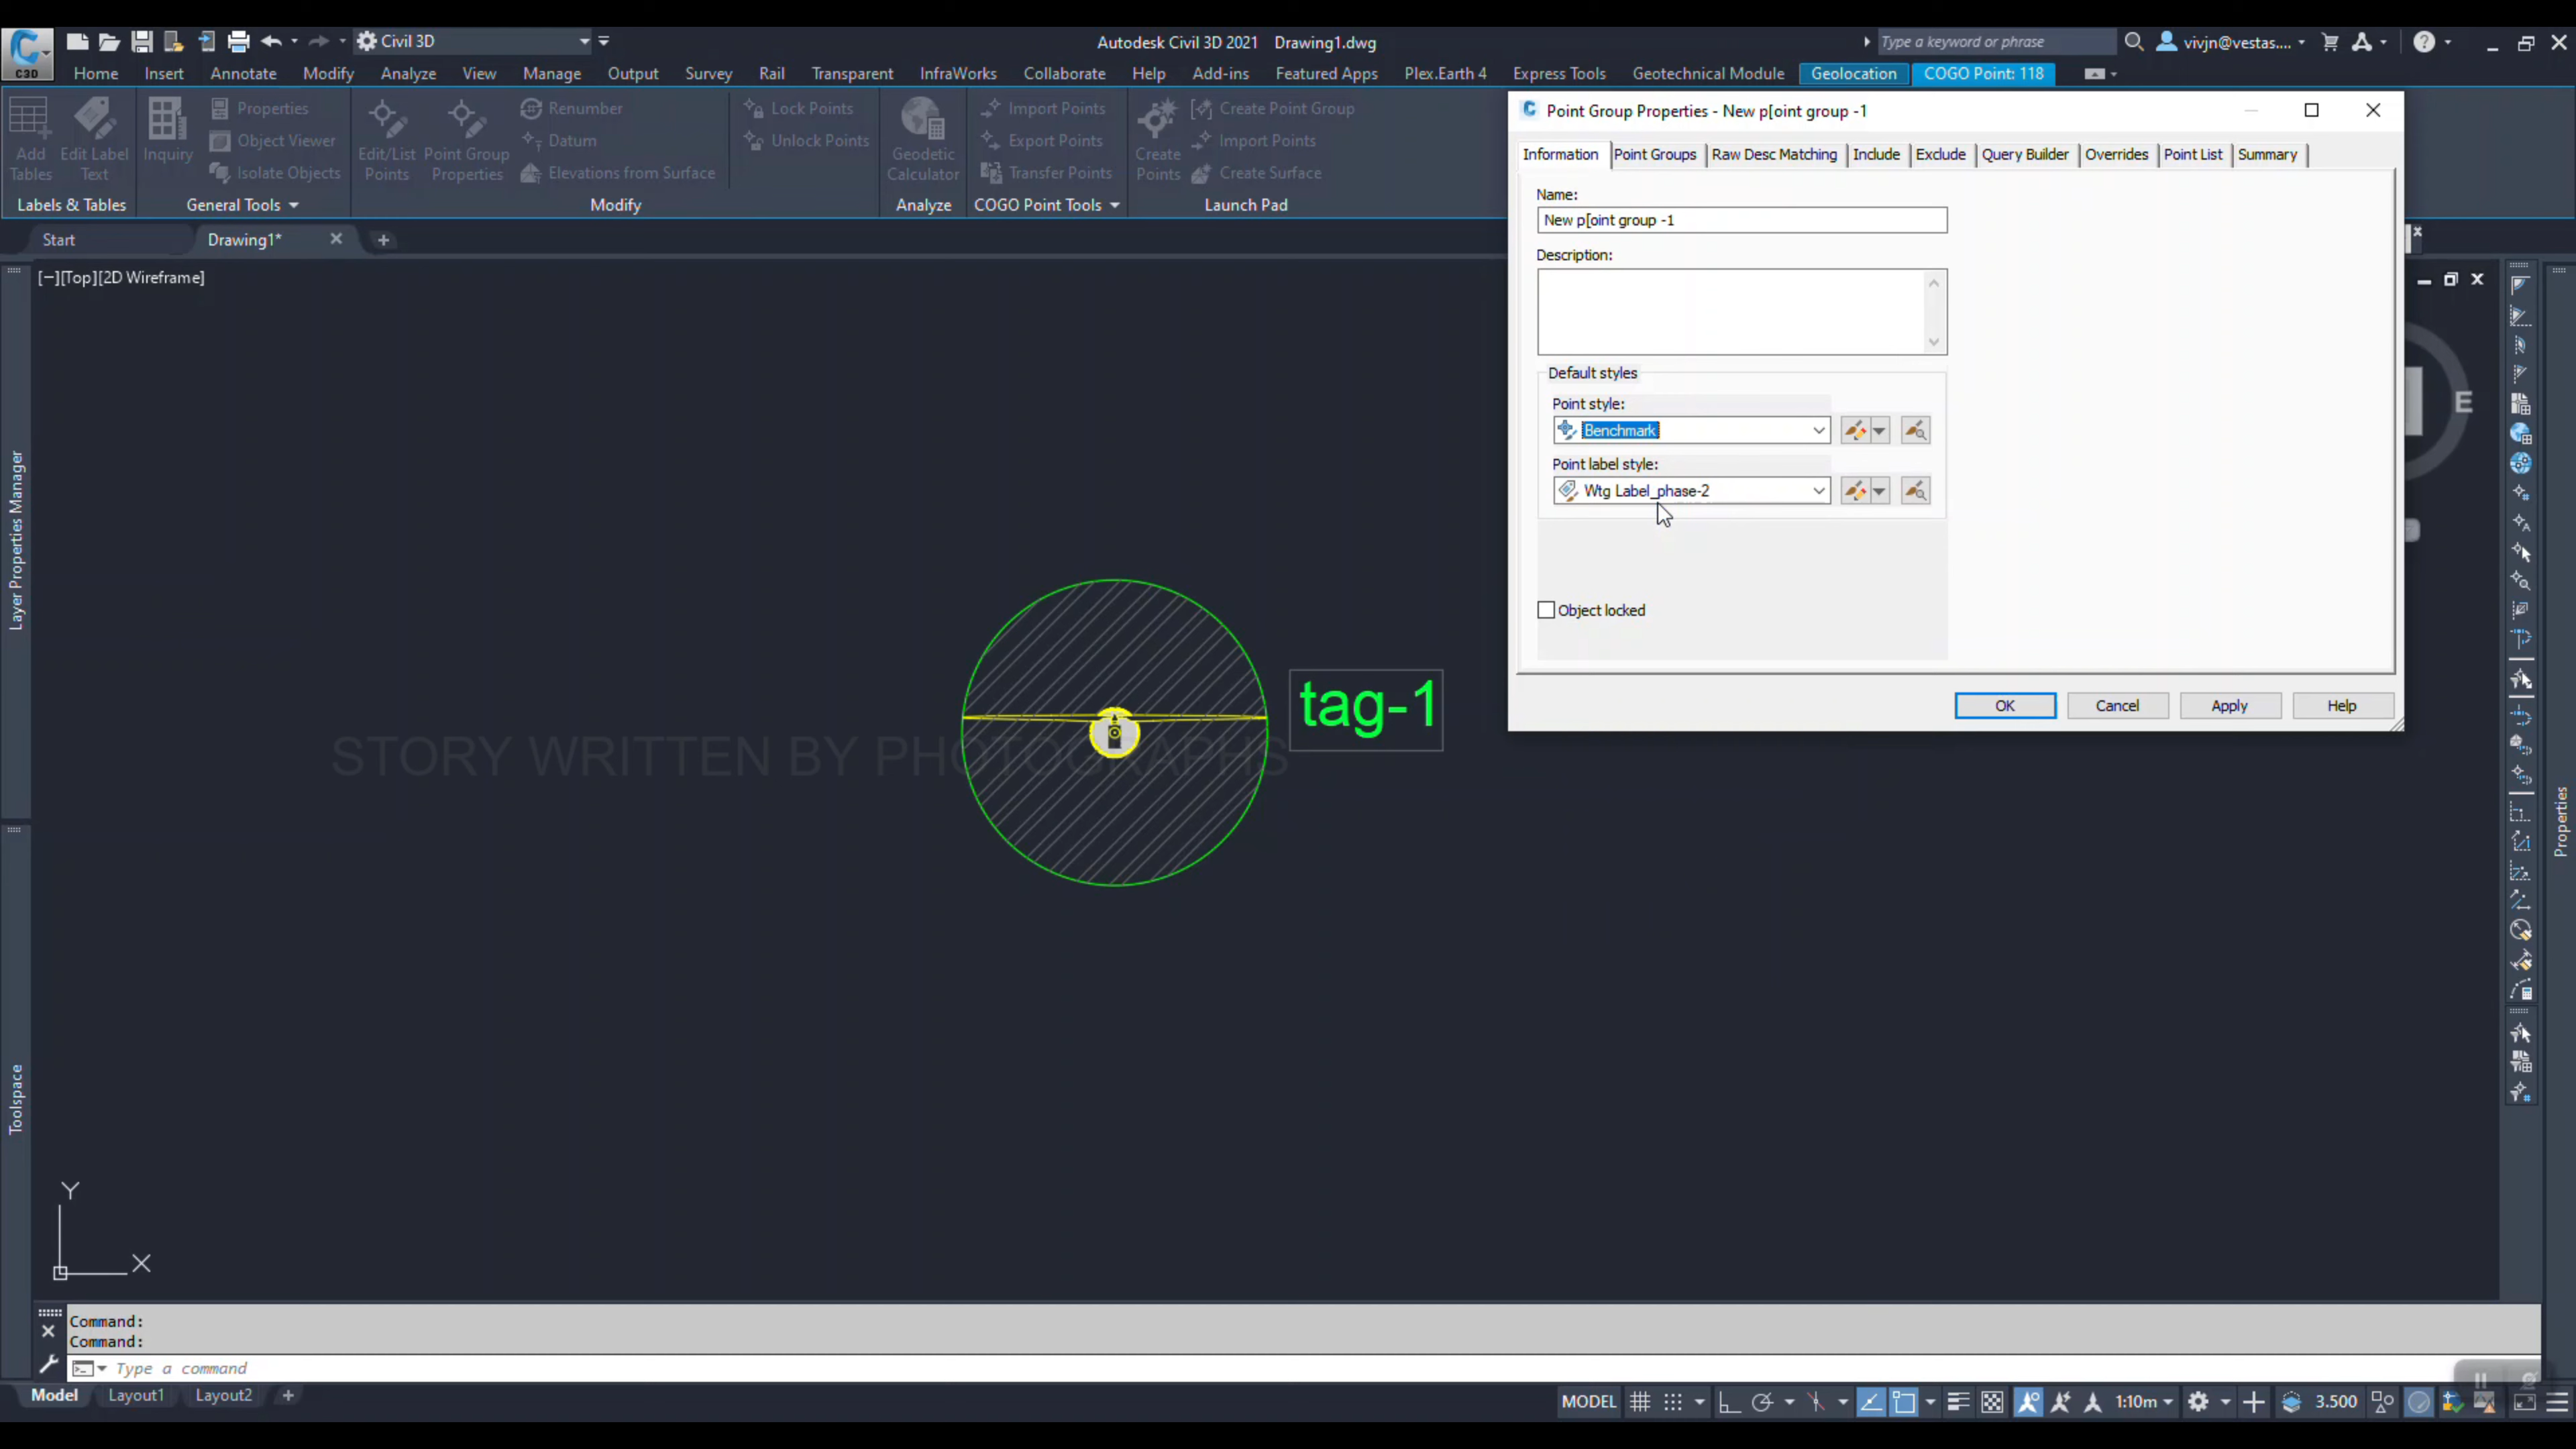 Civil 3D
Autodesk Civil 3D 2021 Drawing1.dwg
Type a keyword or phrase
vivjn@vestas....
C3D
Home Insert Annotate Modify Analyze View Manage Output Survey Rail Transparent InfraWorks Collaborate Help Add-ins Featured Apps Plex.Earth 4 Express Tools Geotechnical Module Geolocation COGO Point: 118
Add Tables
Edit Label Text
Inquiry
Properties
Object Viewer
Isolate Objects
Edit/List Points
Point Group Properties
Renumber
Datum
Elevations from Surface
Lock Points
Unlock Points
Geodetic Calculator
Import Points
Export Points
Transfer Points
Create Points
Create Point Group
Import Points
Create Surface
Labels & Tables
General Tools
Modify
Analyze
COGO Point Tools
Launch Pad
Start
Drawing1*
[−][Top][2D Wireframe]
Point Group Properties - New p[oint group -1
Information Point Groups Raw Desc Matching Include Exclude Query Builder Overrides Point List Summary
Name:
New p[oint group -1
Description:
Default styles
Point style:
Benchmark
Point label style:
Wtg Label_phase-2
Object locked
OK Cancel Apply Help
E
Layer Properties Manager
tag-1
STORY WRITTEN BY PHOTOGRAPHS
Properties
Toolspace
Y
X
Command:
Command:
Type a command
Model Layout1 Layout2
MODEL
1:10m
3.500